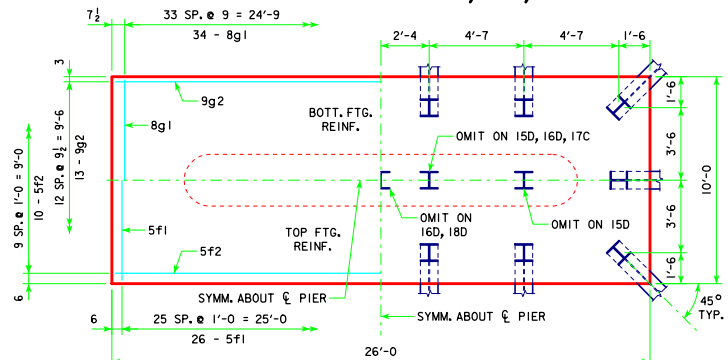 7½
33 SP. @ 9 = 24'-9
34 - 8g1
2'-4
4'-7
4'-7
1'-6
3
9g2
BOTT. FTG.
REINF.
8g1
OMIT ON 15D, 16D, 17C
1'-6
3'-6
10'-0
9 SP. @ 1'-0 = 9'-0
10 - 5f2
12 SP. @ 9½ = 9'-6
13 - 9g2
OMIT ON
16D, 18D
OMIT ON 15D
5f1
TOP FTG.
REINF.
3'-6
5f2
1'-6
6
SYMM. ABOUT ℄ PIER
SYMM. ABOUT ℄ PIER
45°
TYP.
6
25 SP. @ 1'-0 = 25'-0
26 - 5f1
26'-0